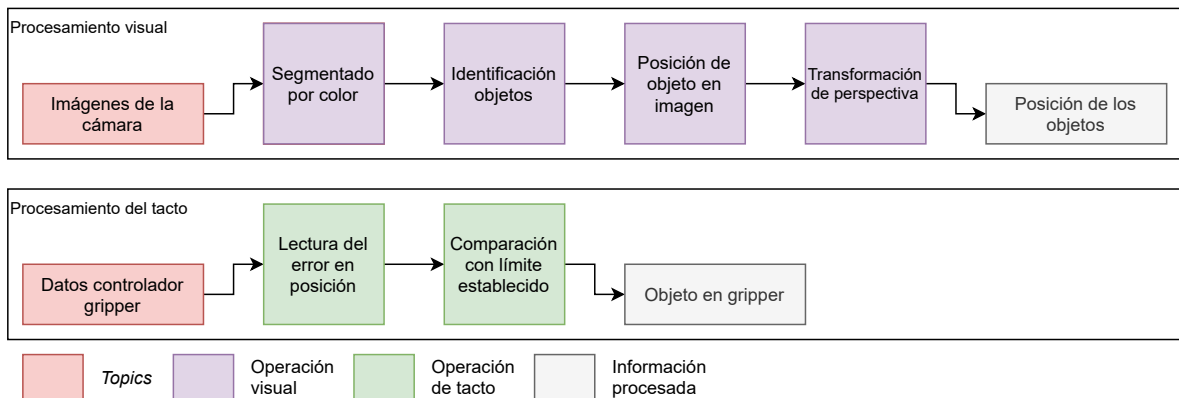 Procesamiento visual
Imágenes de la
cámara
Segmentado
por color
Identificación
objetos
Posición de
objeto en
imagen
Transformación
de perspectiva
Posición de los
objetos
Procesamiento del tacto
Datos controlador
gripper
Lectura del
error en
posición
Comparación
con límite
establecido
Objeto en gripper
Topics
Operación
visual
Operación
de tacto
Información
procesada